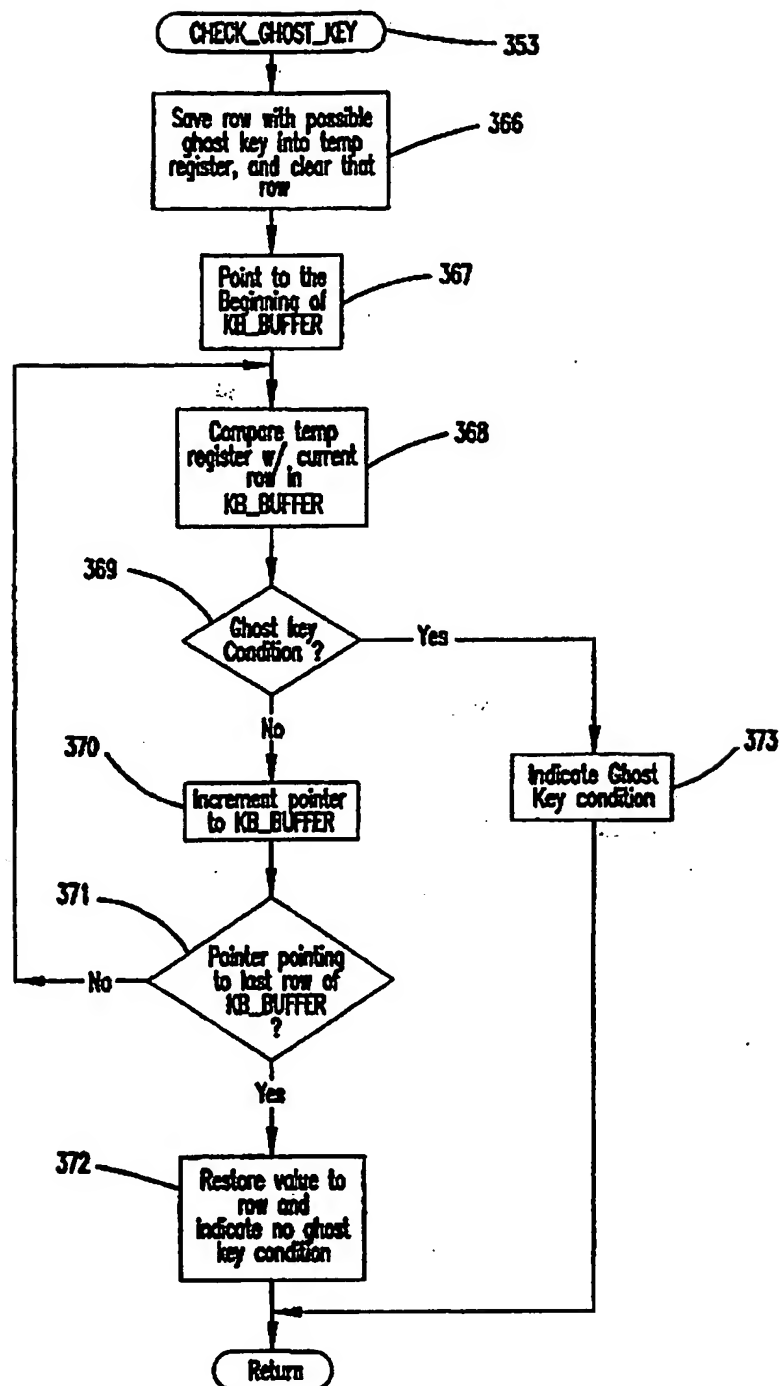 CHECK_GHOST_KEY
353
Save row with possible
ghost key into temp
register, and clear that
row
366
Point to the
Beginning of
KB_BUFFER
367
Compare temp
register w/ current
row in
KB_BUFFER
368
369
Ghost key
Condition ?
Yes
No
370
Increment pointer
to KB_BUFFER
373
Indicate Ghost
Key condition
371
Pointer pointing
to last row of
KB_BUFFER
?
No
Yes
372
Restore value to
row and
indicate no ghost
key condition
Return